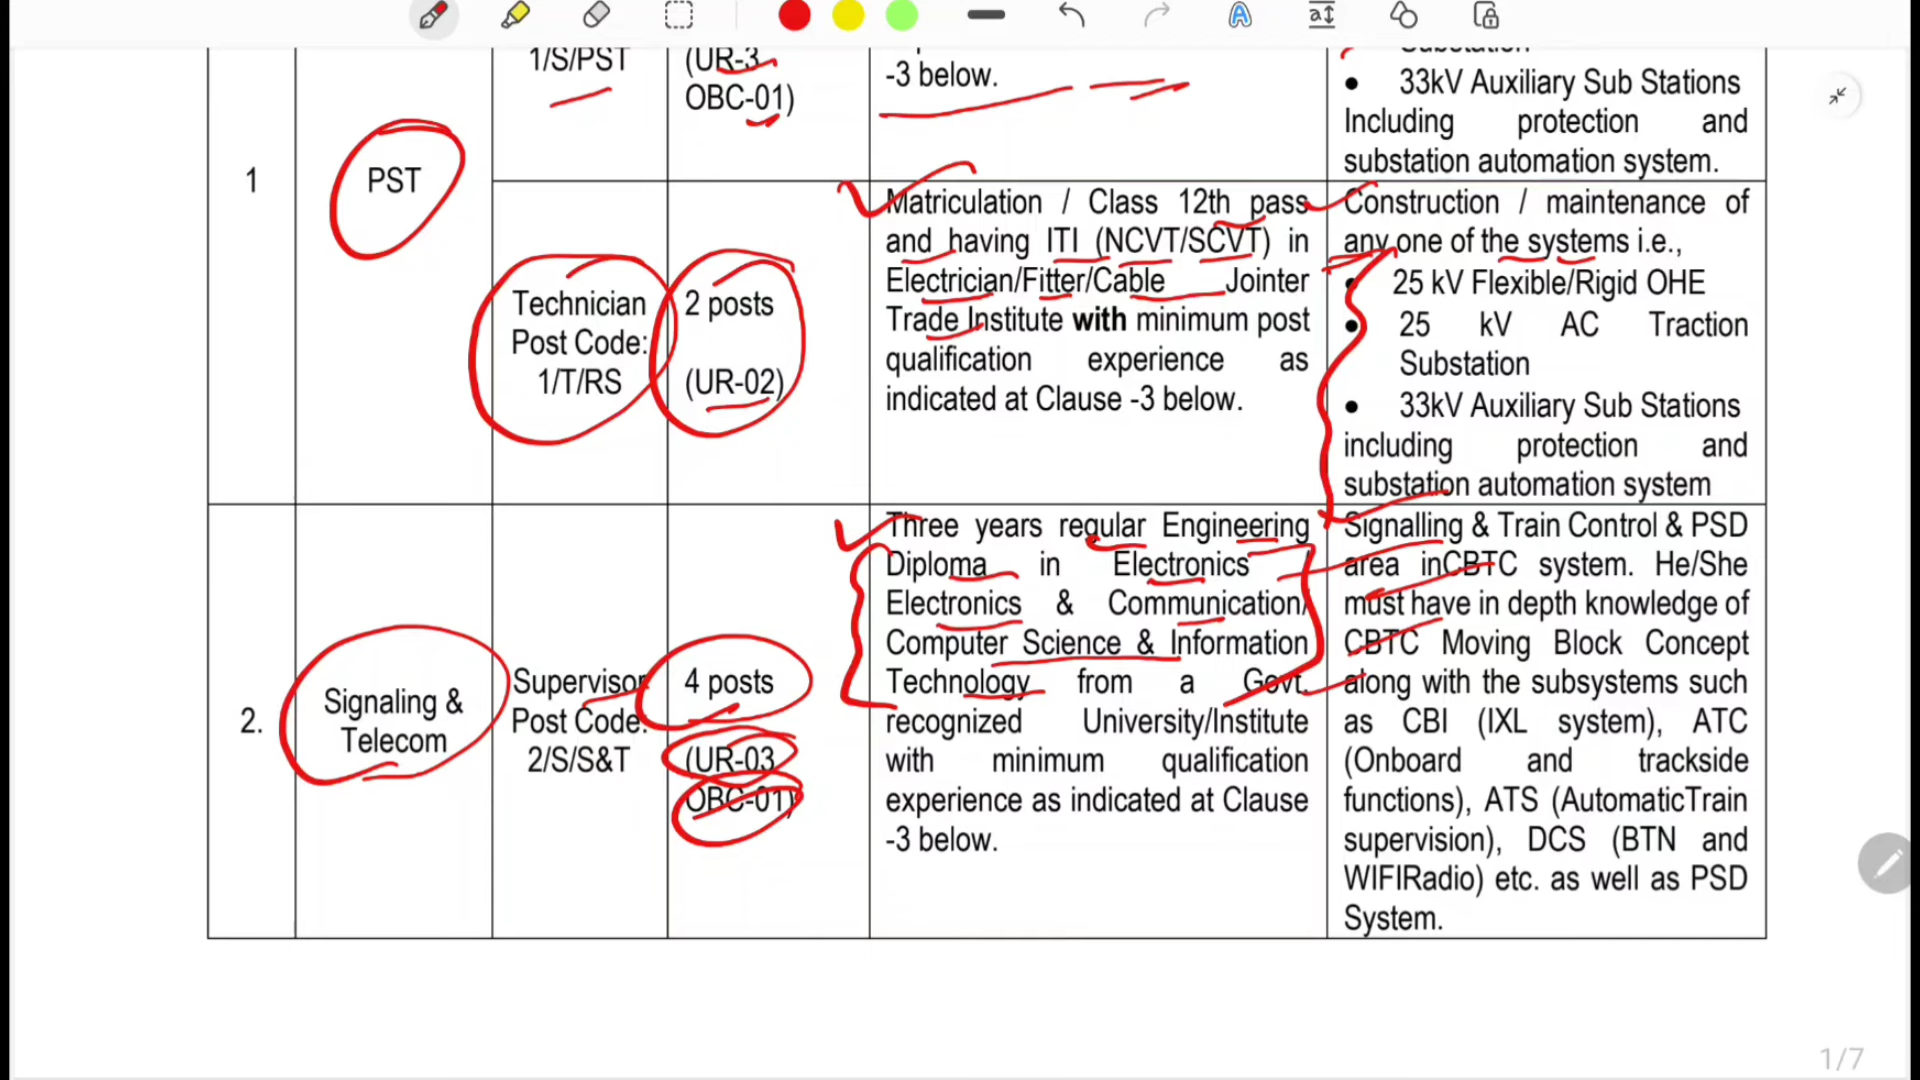 1/S/PST
(UR-3
OBC-01)
-3 below.
33kV Auxiliary Sub Stations
Including protection and
substation automation system.
1
PST
Technician
Post Code:
1/T/RS
2 posts
(UR-02)
Matriculation / Class 12th pass
and having ITI (NCVT/SCVT) in
Electrician/Fitter/Cable Jointer
Trade Institute with minimum post
qualification experience as
indicated at Clause -3 below.
Construction / maintenance of
any one of the systems i.e.,
25 kV Flexible/Rigid OHE
25 kV AC Traction
Substation
33kV Auxiliary Sub Stations
including protection and
substation automation system
2.
Signaling &
Telecom
Supervisor
Post Code:
2/S/S&T
4 posts
(UR-03
OBC-01)
Three years regular Engineering
Diploma in Electronics /
Electronics & Communication/
Computer Science & Information
Technology from a Govt.
recognized University/Institute
with minimum qualification
experience as indicated at Clause
-3 below.
Signalling & Train Control & PSD
area inCBTC system. He/She
must have in depth knowledge of
CBTC Moving Block Concept
along with the subsystems such
as CBI (IXL system), ATC
(Onboard and trackside
functions), ATS (AutomaticTrain
supervision), DCS (BTN and
WIFIRadio) etc. as well as PSD
System.
1/7